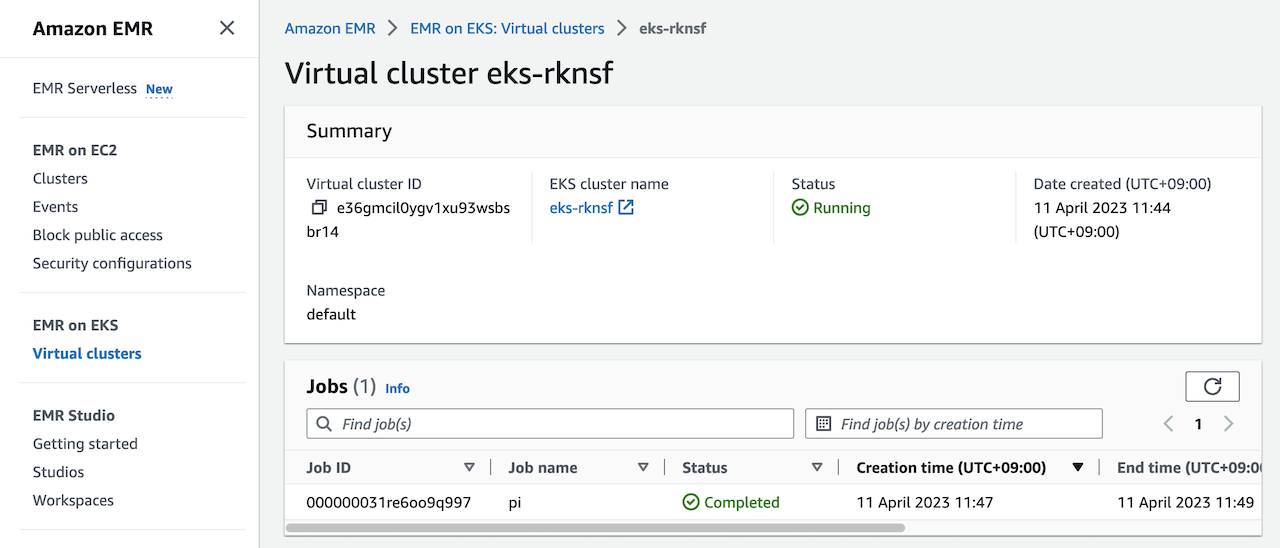 Amazon EMR
EMR Serverless New
EMR on EC2
Clusters
Events
Block public access
Security configurations
EMR on EKS
Virtual clusters
EMR Studio
Getting started
Studios
Workspaces
Amazon EMR > EMR on EKS: Virtual clusters > eks-rknsf
Virtual cluster eks-rknsf
Summary
Virtual cluster ID
e36gmcil0ygv1xu93wsbs
br14
EKS cluster name
eks-rknsf
Status
Running
Date created (UTC+09:00)
11 April 2023 11:44
(UTC+09:00)
Namespace
default
Jobs (1) Info
Find job(s) Find job(s) by creation time 1
Job ID Job name Status Creation time (UTC+09:00) End time (UTC+09:0
000000031re6oo9q997 pi Completed 11 April 2023 11:47 11 April 2023 11:49